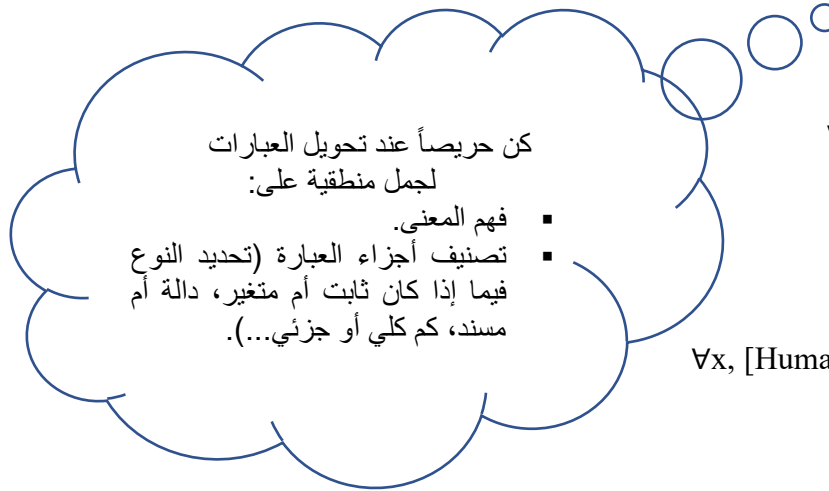 كن حريصاً عند تحويل العبارات
لجمل منطقية على:
▪ فهم المعنى.
▪ تصنيف أجزاء العبارة (تحديد النوع
فيما إذا كان ثابت أم متغير، دالة أم
مسند، كم كلي أو جزئي...).
∀x, [Huma